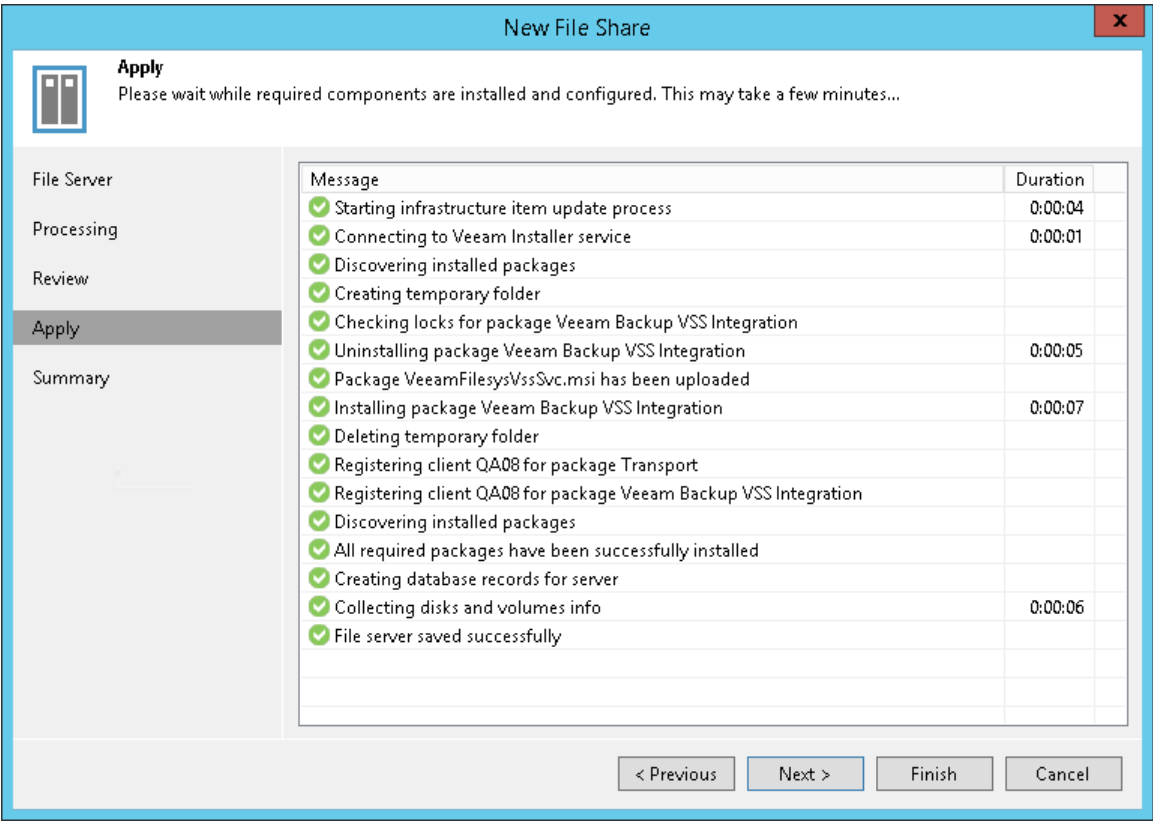 New File Share
x
Apply
Please wait while required components are installed and configured. This may take a few minutes...
File Server
Processing
Review
Apply
Summary
Message Duration
Starting infrastructure item update process 0:00:04
Connecting to Veeam Installer service 0:00:01
Discovering installed packages
Creating temporary folder
Checking locks for package Veeam Backup VSS Integration
Uninstalling package Veeam Backup VSS Integration 0:00:05
Package VeeamFilesysVssSvc.msi has been uploaded
Installing package Veeam Backup VSS Integration 0:00:07
Deleting temporary folder
Registering client QA08 for package Transport
Registering client QA08 for package Veeam Backup VSS Integration
Discovering installed packages
All required packages have been successfully installed
Creating database records for server
Collecting disks and volumes info 0:00:06
File server saved successfully
< Previous Next > Finish Cancel